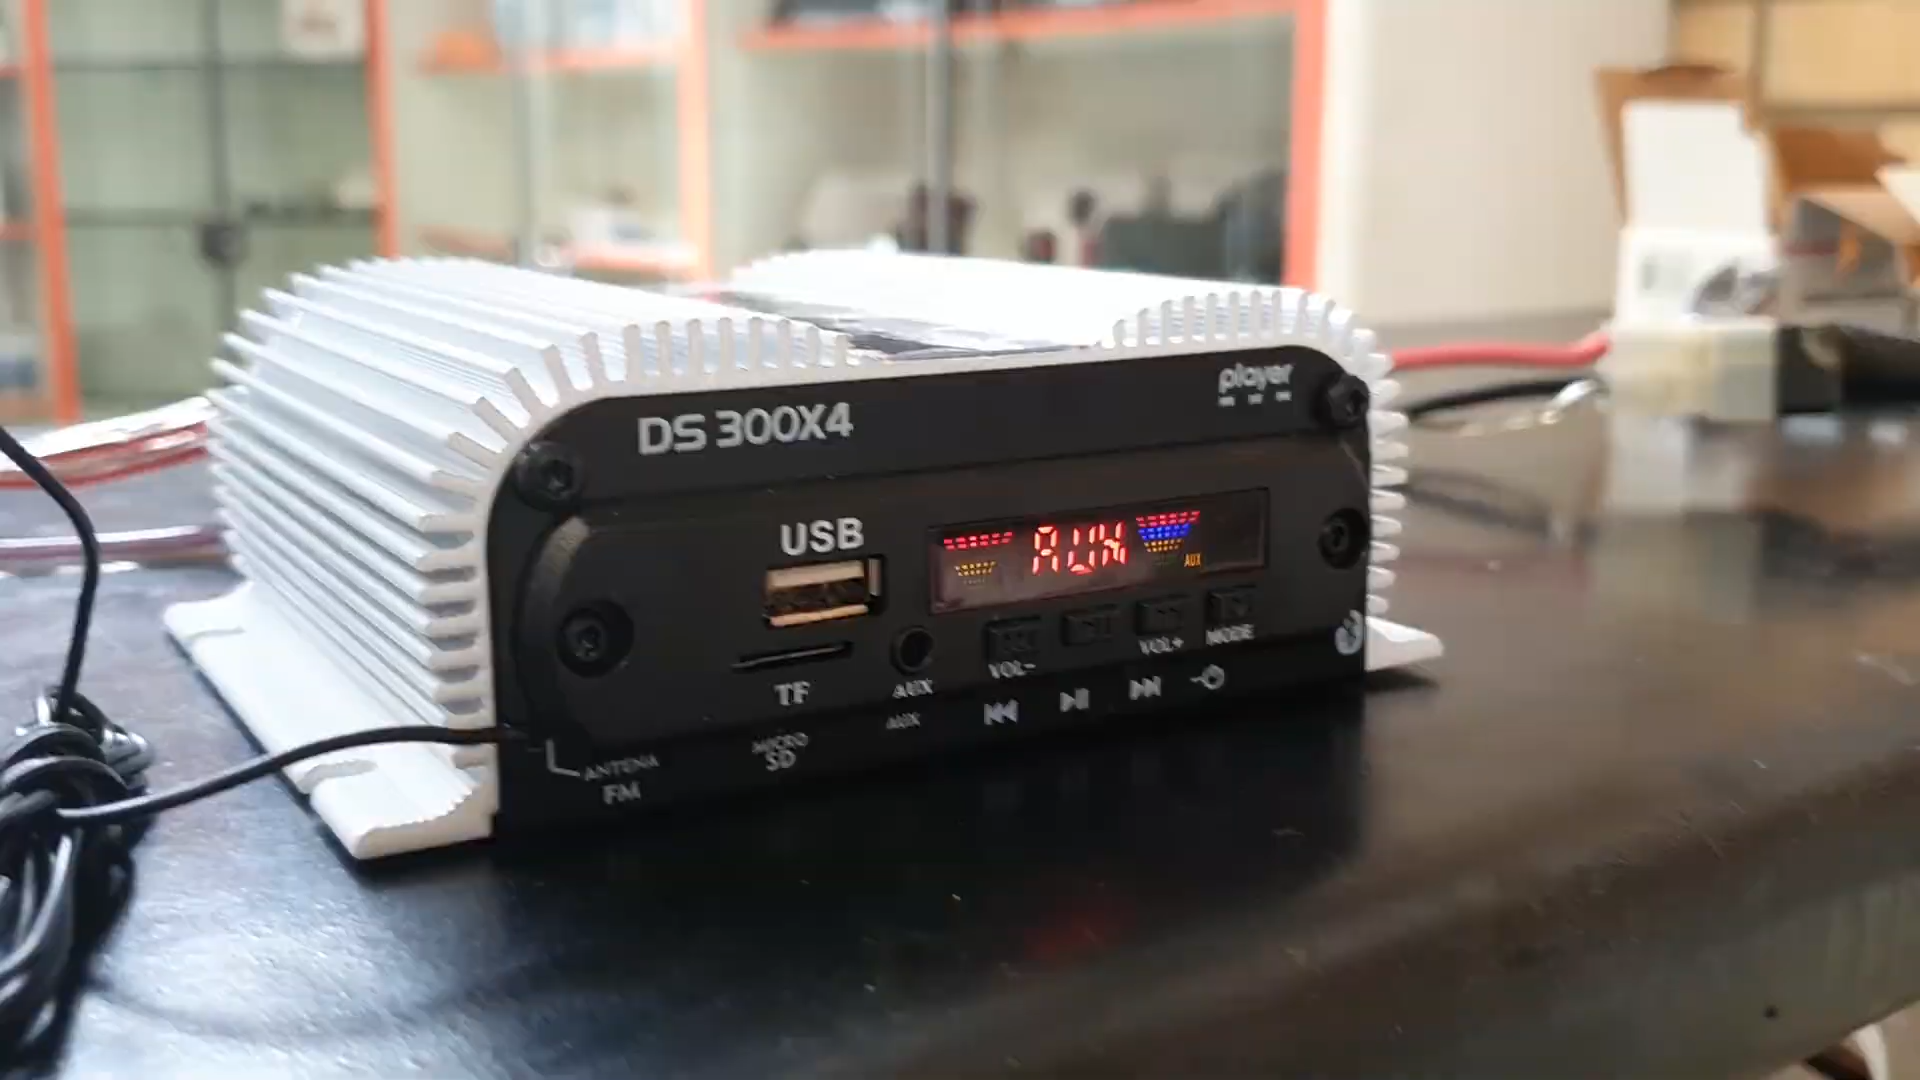 DS 300X4
player
USB
AUX
AUX
VOL-
VOL+
MODE
TF
AUX
MICRO
SD
AUX
ANTENA
FM